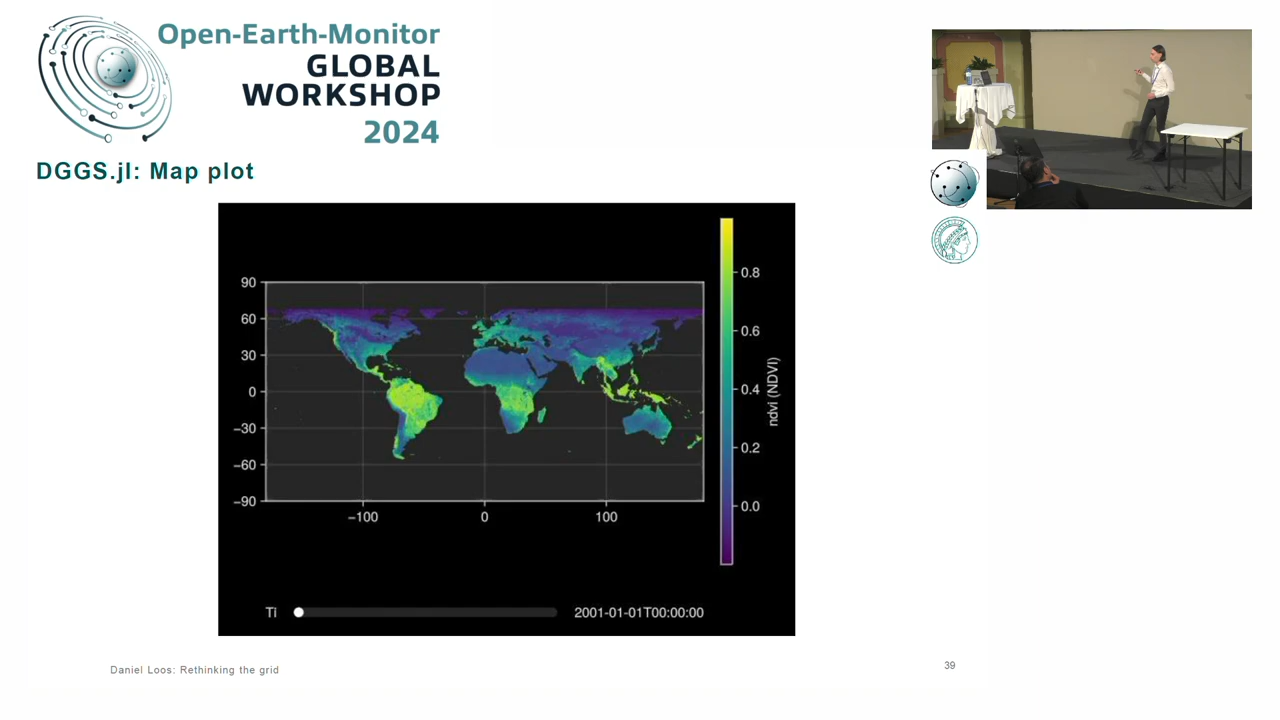 Open-Earth-Monitor
GLOBAL
WORKSHOP
2024
DGGS.jl: Map plot
90
60
30
0
−30
−60
−90
−100
0
100
0.8
0.6
0.4
0.2
0.0
ndvi (NDVI)
Ti
2001-01-01T00:00:00
Daniel Loos: Rethinking the grid
39